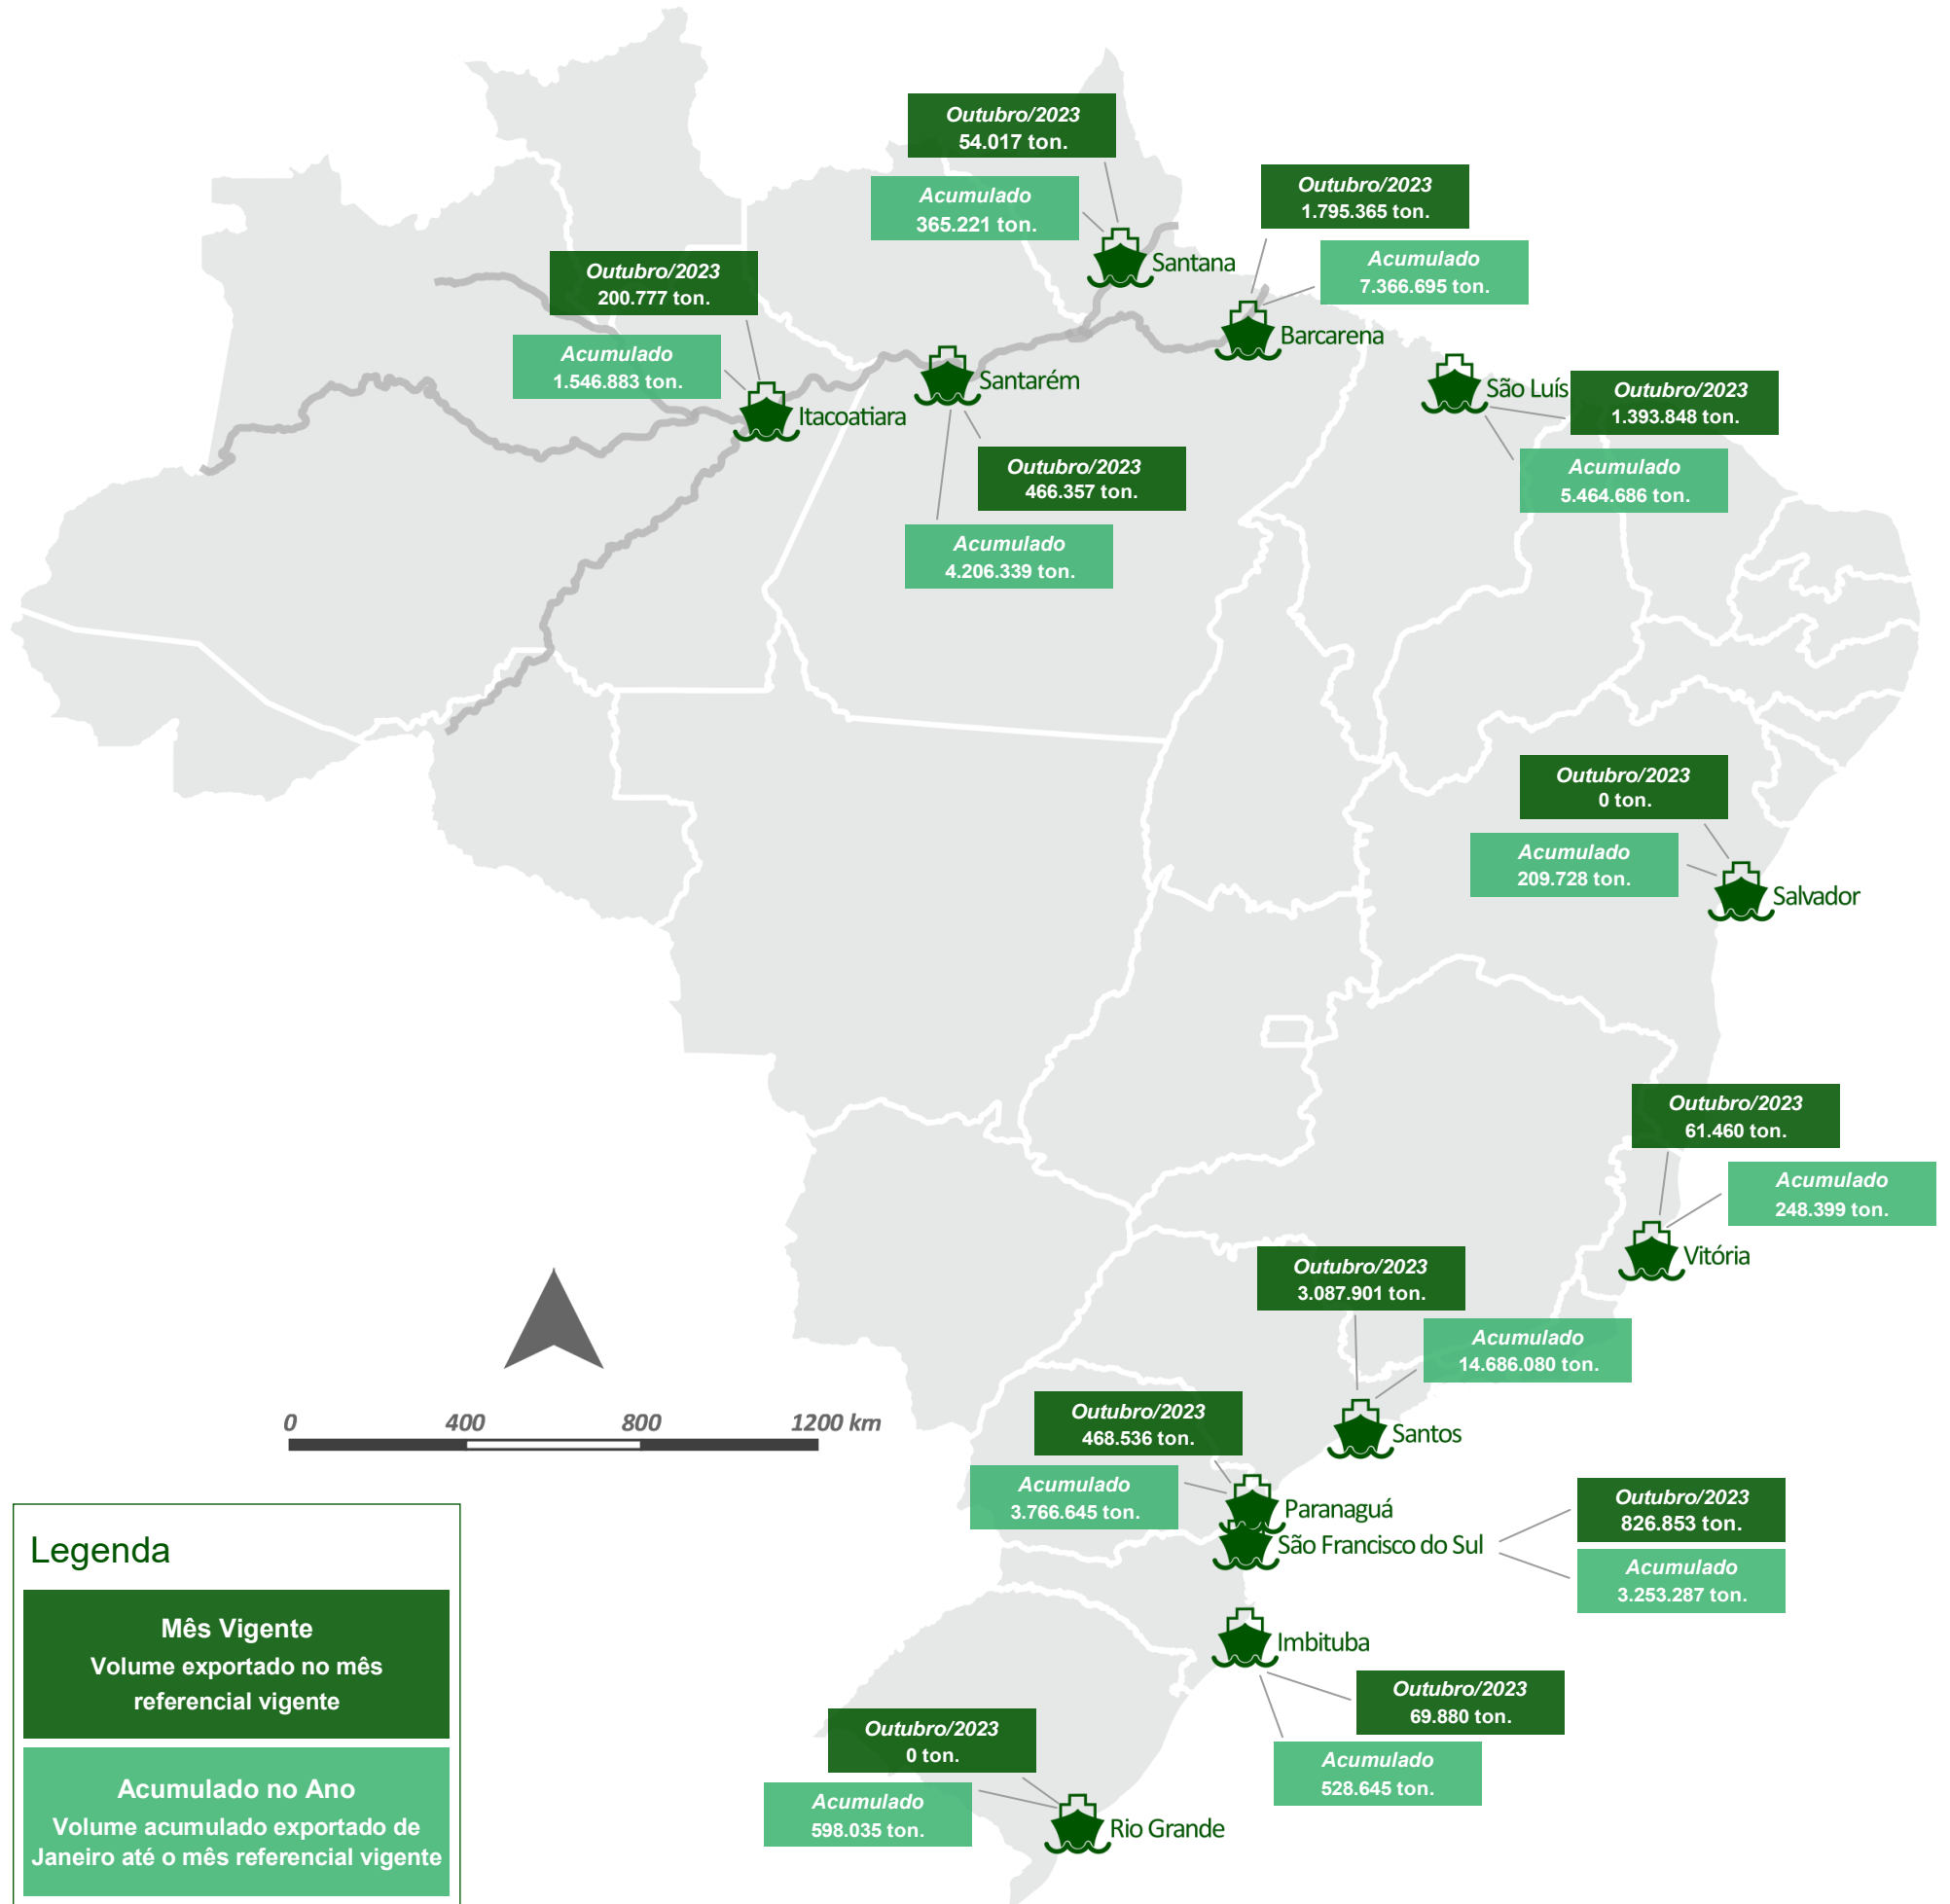 Outubro/2023
54.017 ton.
Acumulado
365.221 ton.
Santana
Outubro/2023
1.795.365 ton.
Acumulado
7.366.695 ton.
Barcarena
Outubro/2023
200.777 ton.
Acumulado
1.546.883 ton.
Itacoatiara
Santarém
Outubro/2023
466.357 ton.
Acumulado
4.206.339 ton.
São Luís
Outubro/2023
1.393.848 ton.
Acumulado
5.464.686 ton.
Outubro/2023
0 ton.
Acumulado
209.728 ton.
Salvador
Outubro/2023
61.460 ton.
Acumulado
248.399 ton.
Vitória
Outubro/2023
3.087.901 ton.
Acumulado
14.686.080 ton.
Santos
Outubro/2023
468.536 ton.
Acumulado
3.766.645 ton.
Paranaguá
São Francisco do Sul
Outubro/2023
826.853 ton.
Acumulado
3.253.287 ton.
Imbituba
Outubro/2023
69.880 ton.
Acumulado
528.645 ton.
Outubro/2023
0 ton.
Acumulado
598.035 ton.
Rio Grande
0 400 800 1200 km
Legenda
Mês Vigente
Volume exportado no mês
referencial vigente
Acumulado no Ano
Volume acumulado exportado de
Janeiro até o mês referencial vigente